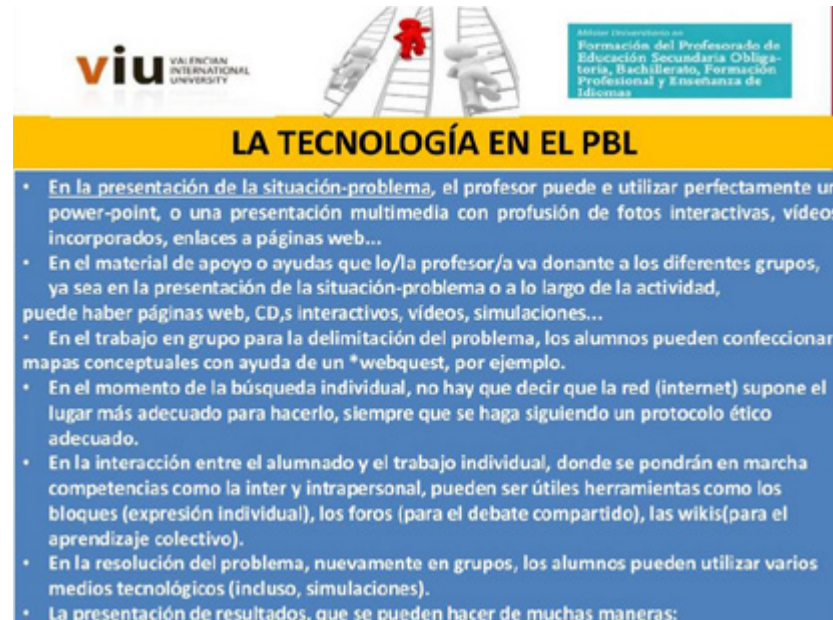 viu VALENCIAN
INTERNATIONAL
UNIVERSITY
Máster Universitario en
Formación del Profesorado de
Educación Secundaria Obliga-
toria, Bachillerato, Formación
Profesional y Enseñanza de
Idiomas
LA TECNOLOGÍA EN EL PBL
• En la presentación de la situación-problema, el profesor puede e utilizar perfectamente un
power-point, o una presentación multimedia con profusión de fotos interactivas, vídeos
incorporados, enlaces a páginas web...
• En el material de apoyo o ayudas que lo/la profesor/a va donante a los diferentes grupos,
ya sea en la presentación de la situación-problema o a lo largo de la actividad,
puede haber páginas web, CD,s interactivos, vídeos, simulaciones...
• En el trabajo en grupo para la delimitación del problema, los alumnos pueden confeccionar
mapas conceptuales con ayuda de un *webquest, por ejemplo.
• En el momento de la búsqueda individual, no hay que decir que la red (internet) supone el
lugar más adecuado para hacerlo, siempre que se haga siguiendo un protocolo ético
adecuado.
• En la interacción entre el alumnado y el trabajo individual, donde se pondrán en marcha
competencias como la inter y intrapersonal, pueden ser útiles herramientas como los
bloques (expresión individual), los foros (para el debate compartido), las wikis(para el
aprendizaje colectivo).
• En la resolución del problema, nuevamente en grupos, los alumnos pueden utilizar varios
medios tecnológicos (incluso, simulaciones).
• La presentación de resultados, que se pueden hacer de muchas maneras: